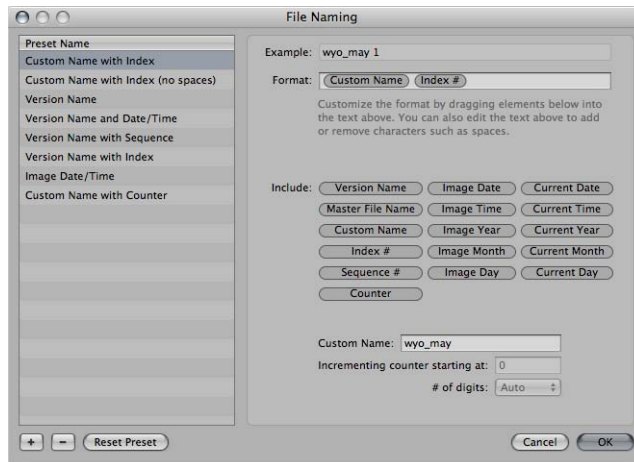 File Naming
Preset Name
Custom Name with Index
Custom Name with Index (no spaces)
Version Name
Version Name and Date/Time
Version Name with Sequence
Version Name with Index
Image Date/Time
Custom Name with Counter
Example: wyo_may 1
Format: Custom Name Index #
Customize the format by dragging elements below into
the text above. You can also edit the text above to add
or remove characters such as spaces.
Include: Version Name Image Date Current Date
Master File Name Image Time Current Time
Custom Name Image Year Current Year
Index # Image Month Current Month
Sequence # Image Day Current Day
Counter
Custom Name: wyo_may
Incrementing counter starting at: 0
# of digits: Auto
+ − Reset Preset Cancel OK